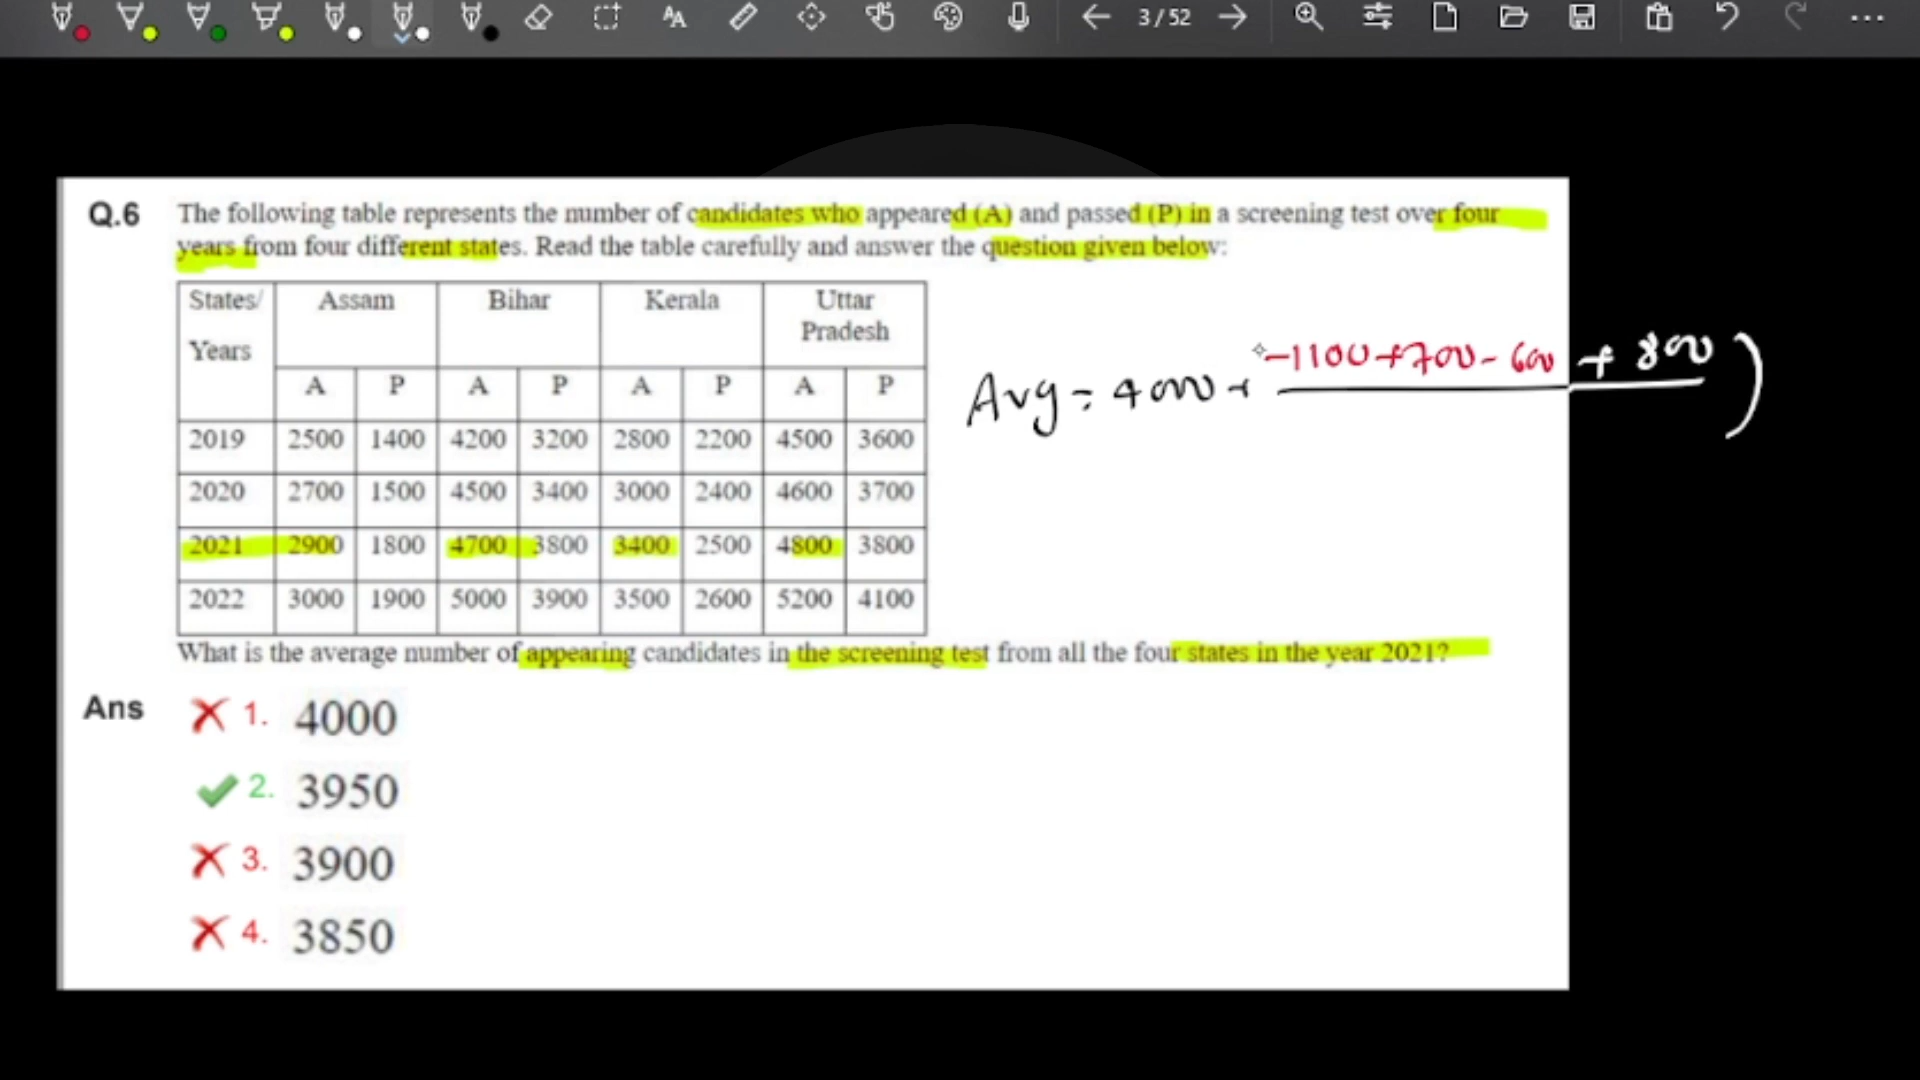 3 / 52
Q.6 The following table represents the number of candidates who appeared (A) and passed (P) in a screening test over four
years from four different states. Read the table carefully and answer the question given below:
States/ Years Assam Bihar Kerala Uttar Pradesh
A P A P A P A P
2019 2500 1400 4200 3200 2800 2200 4500 3600
2020 2700 1500 4500 3400 3000 2400 4600 3700
2021 2900 1800 4700 3800 3400 2500 4800 3800
2022 3000 1900 5000 3900 3500 2600 5200 4100
-1100+700-600 + 800 )
Avg = 4000 +
What is the average number of appearing candidates in the screening test from all the four states in the year 2021?
Ans 1. 4000
2. 3950
3. 3900
4. 3850